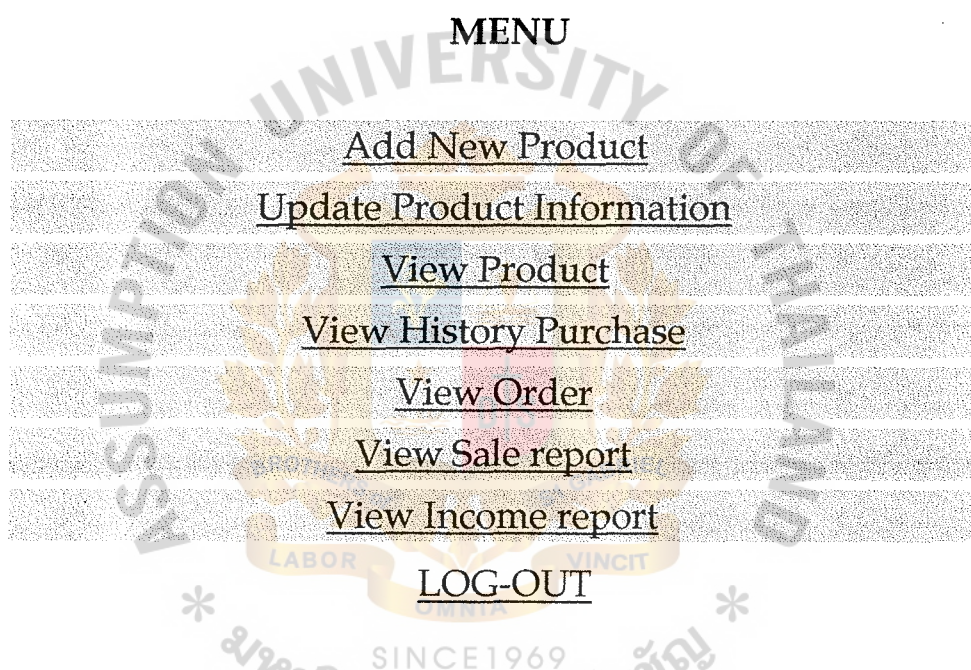 MENU
ASSUMPTION UNIVERSITY OF THAILAND
Add New Product
Update Product Information
View Product
View History Purchase
View Order
View Sale report
View Income report
LABOR
VINCIT
LOG-OUT
OMNIA
SINCE1969